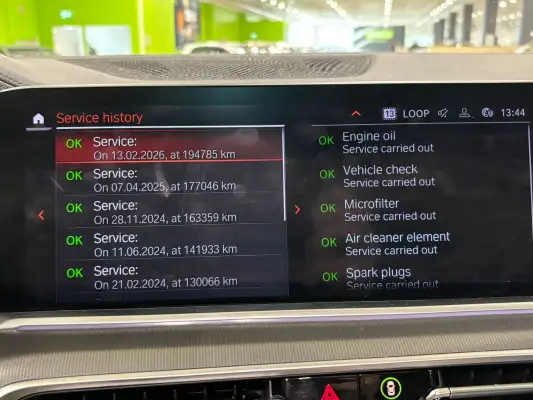 Service history
13 LOOP 13:44
OK Service:
On 13.02.2026, at 194785 km
OK Service:
On 07.04.2025, at 177046 km
OK Service:
On 28.11.2024, at 163359 km
OK Service:
On 11.06.2024, at 141933 km
OK Service:
On 21.02.2024, at 130066 km
OK Engine oil
Service carried out
OK Vehicle check
Service carried out
OK Microfilter
Service carried out
OK Air cleaner element
Service carried out
OK Spark plugs
Service carried out